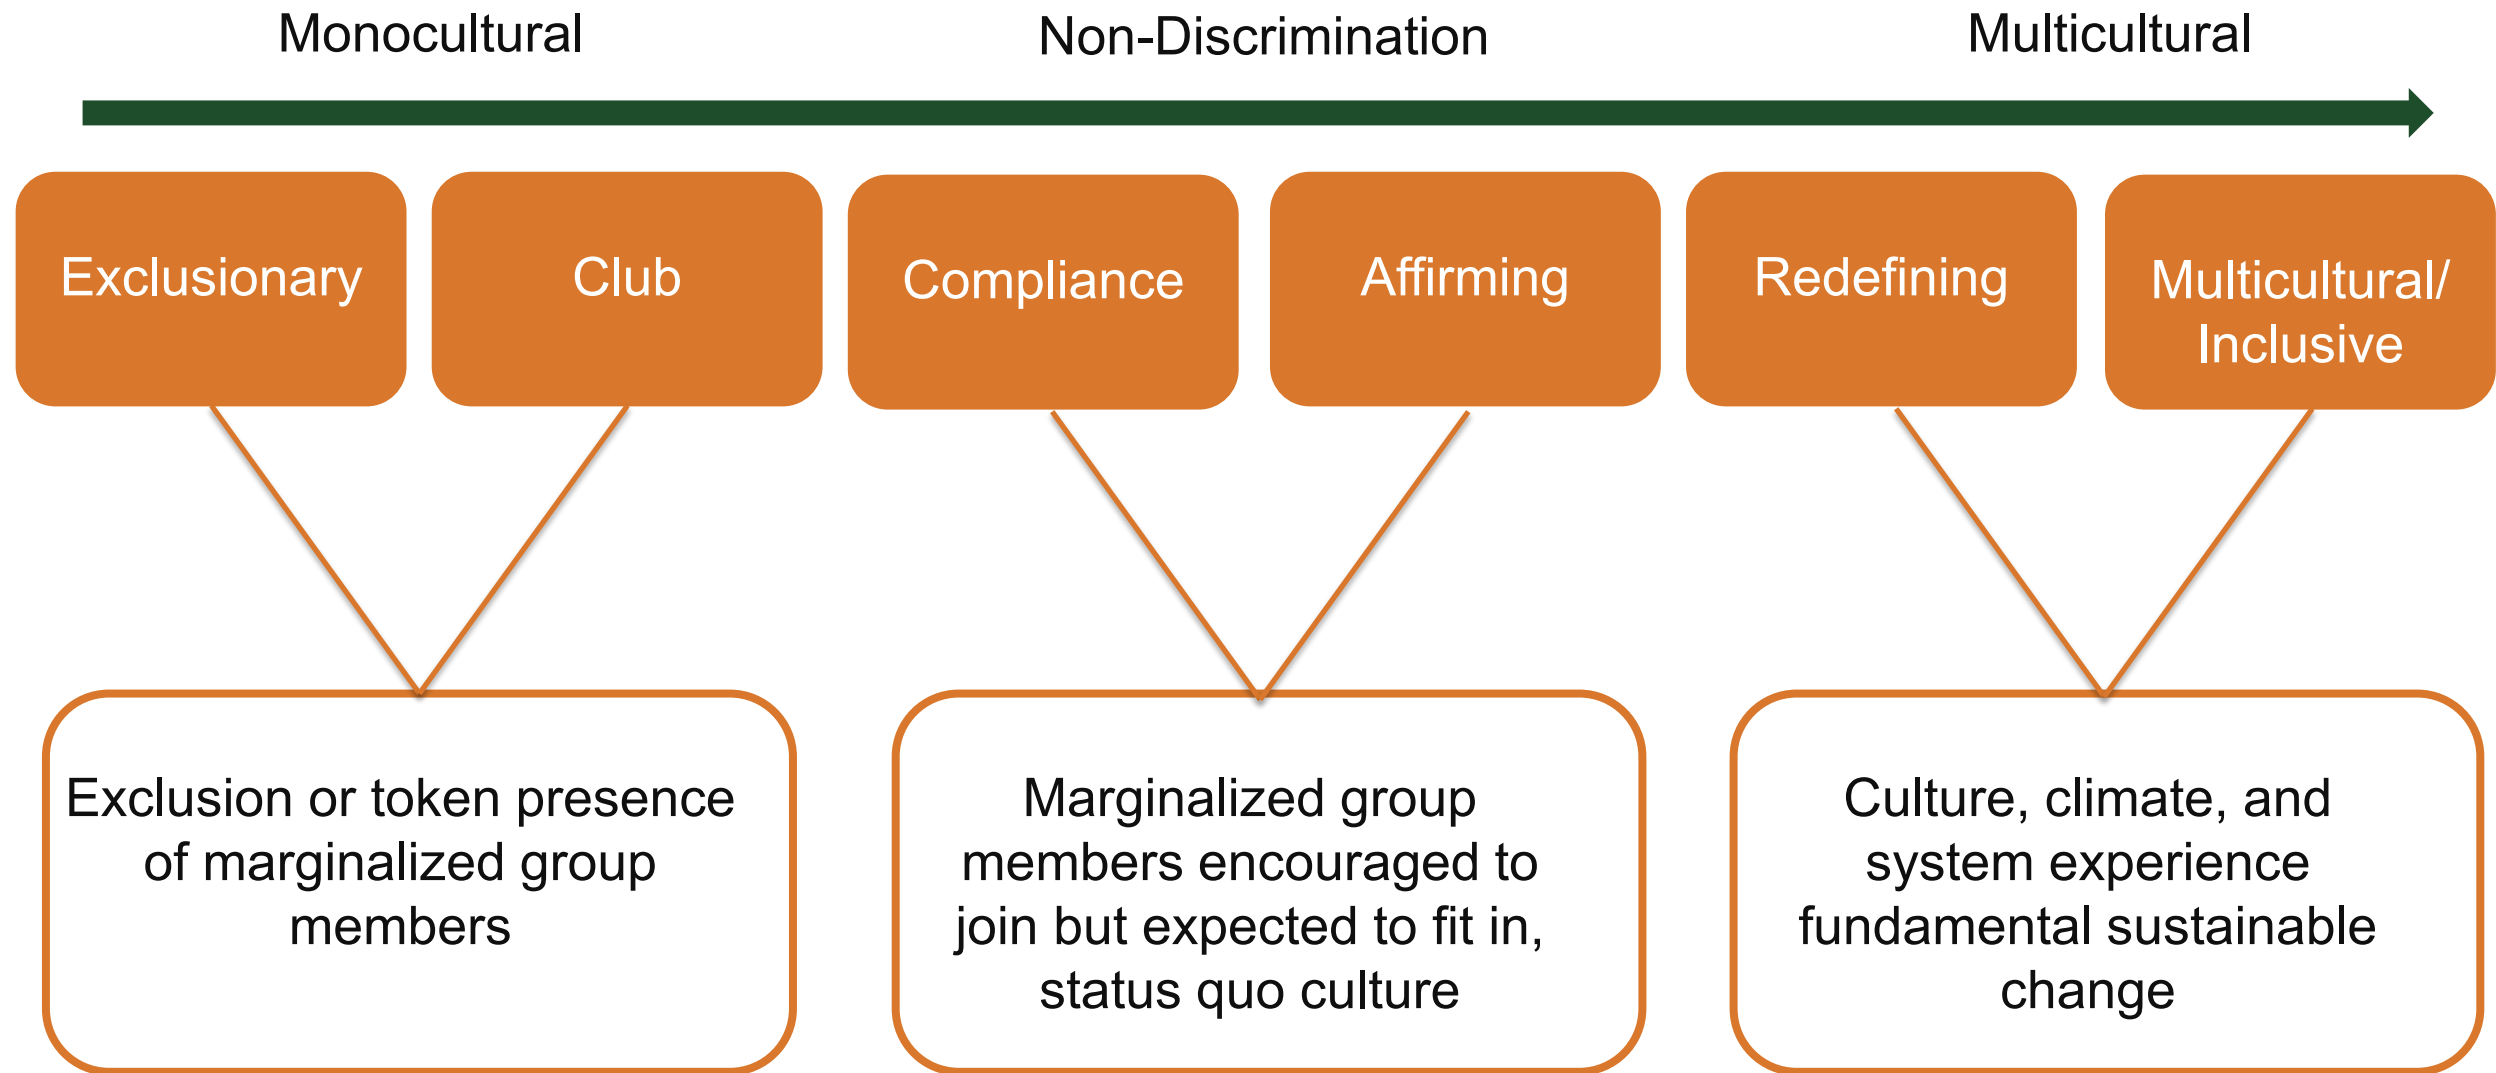 Monocultural
Non-Discrimination
Multicultural
Exclusionary
Club
Compliance
Affirming
Redefining
Multicultural/
Inclusive
Exclusion or token presence
of marginalized group
members
Marginalized group
members encouraged to
join but expected to fit in,
status quo culture
Culture, climate, and
system experience
fundamental sustainable
change